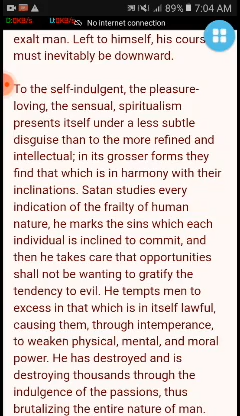 89% 7:04 AM
0:0KB/s U:0KB/s No internet connection
exalt man. Left to himself, his cours
must inevitably be downward.
To the self-indulgent, the pleasure-
loving, the sensual, spiritualism
presents itself under a less subtle
disguise than to the more refined and
intellectual; in its grosser forms they
find that which is in harmony with their
inclinations. Satan studies every
indication of the frailty of human
nature, he marks the sins which each
individual is inclined to commit, and
then he takes care that opportunities
shall not be wanting to gratify the
tendency to evil. He tempts men to
excess in that which is in itself lawful,
causing them, through intemperance,
to weaken physical, mental, and moral
power. He has destroyed and is
destroying thousands through the
indulgence of the passions, thus
brutalizing the entire nature of man.